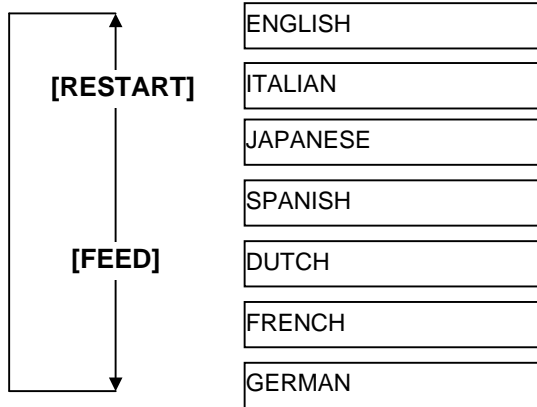 ENGLISH
[RESTART]
ITALIAN
JAPANESE
SPANISH
[FEED]
DUTCH
FRENCH
GERMAN